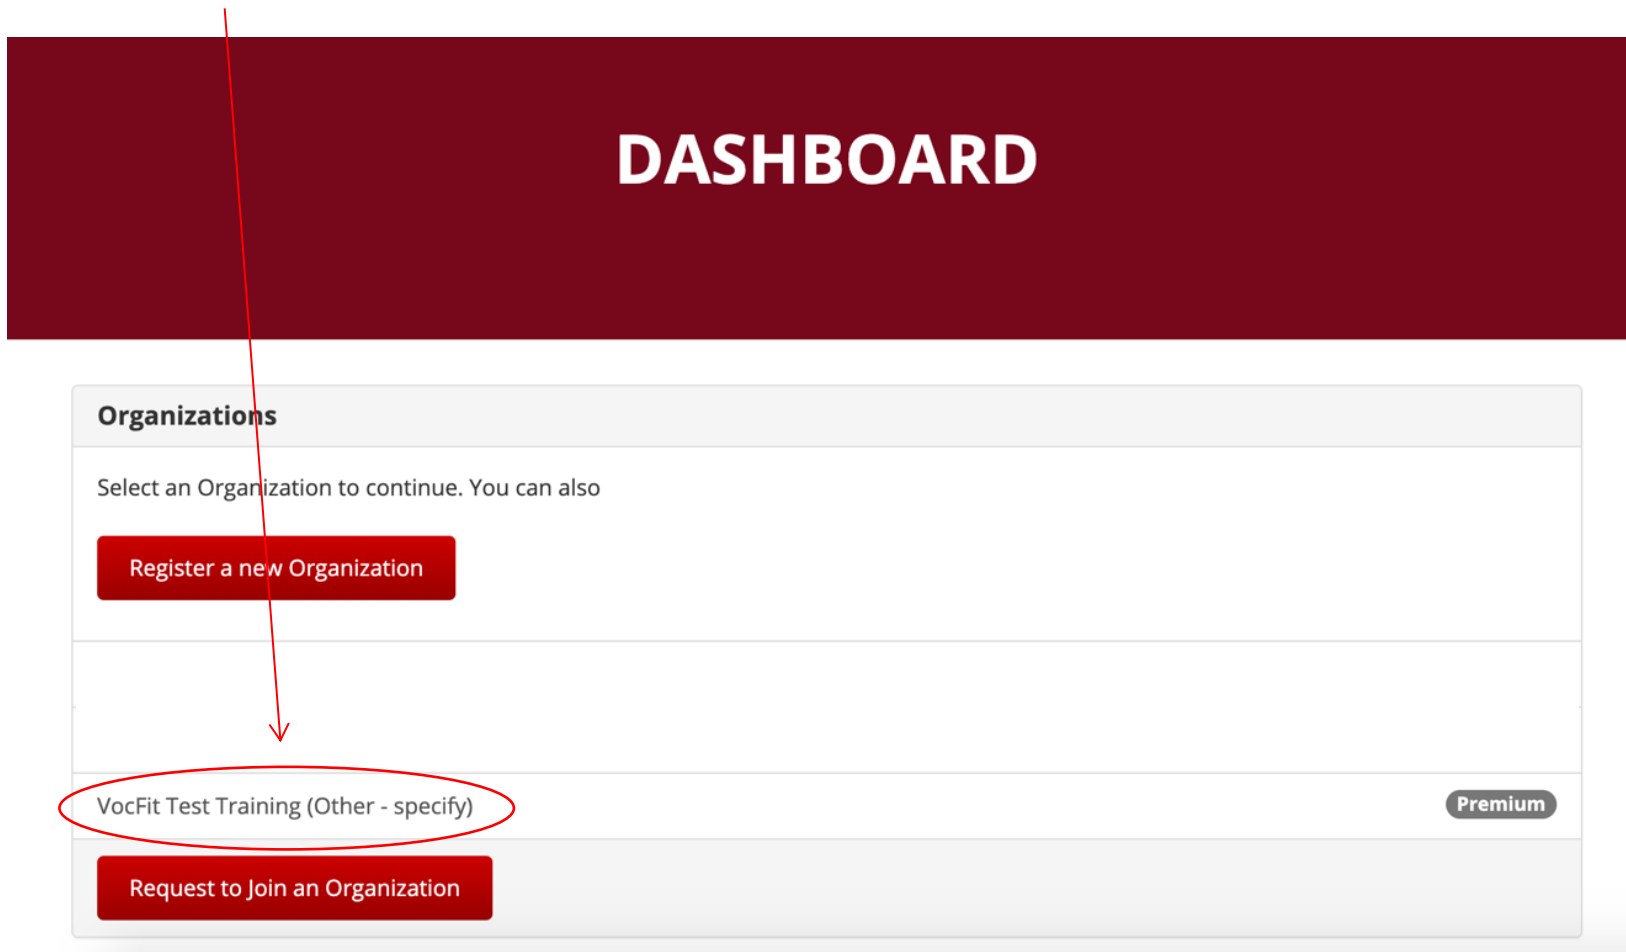 DASHBOARD
Organizations
Select an Organization to continue. You can also
Register a new Organization
VocFit Test Training (Other - specify)
Premium
Request to Join an Organization